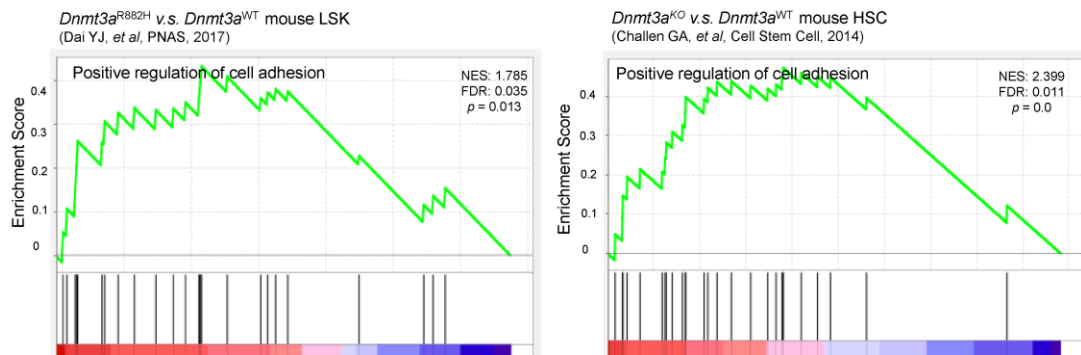 Dnmt3aR882H v.s. Dnmt3aWT mouse LSK
(Dai YJ, et al, PNAS, 2017)
Positive regulation of cell adhesion
NES: 1.785
FDR: 0.035
p = 0.013
Enrichment Score
0.4
0.3
0.2
0.1
0
Dnmt3aKO v.s. Dnmt3aWT mouse HSC
(Challen GA, et al, Cell Stem Cell, 2014)
Positive regulation of cell adhesion
NES: 2.399
FDR: 0.011
p = 0.0
Enrichment Score
0.4
0.3
0.2
0.1
0